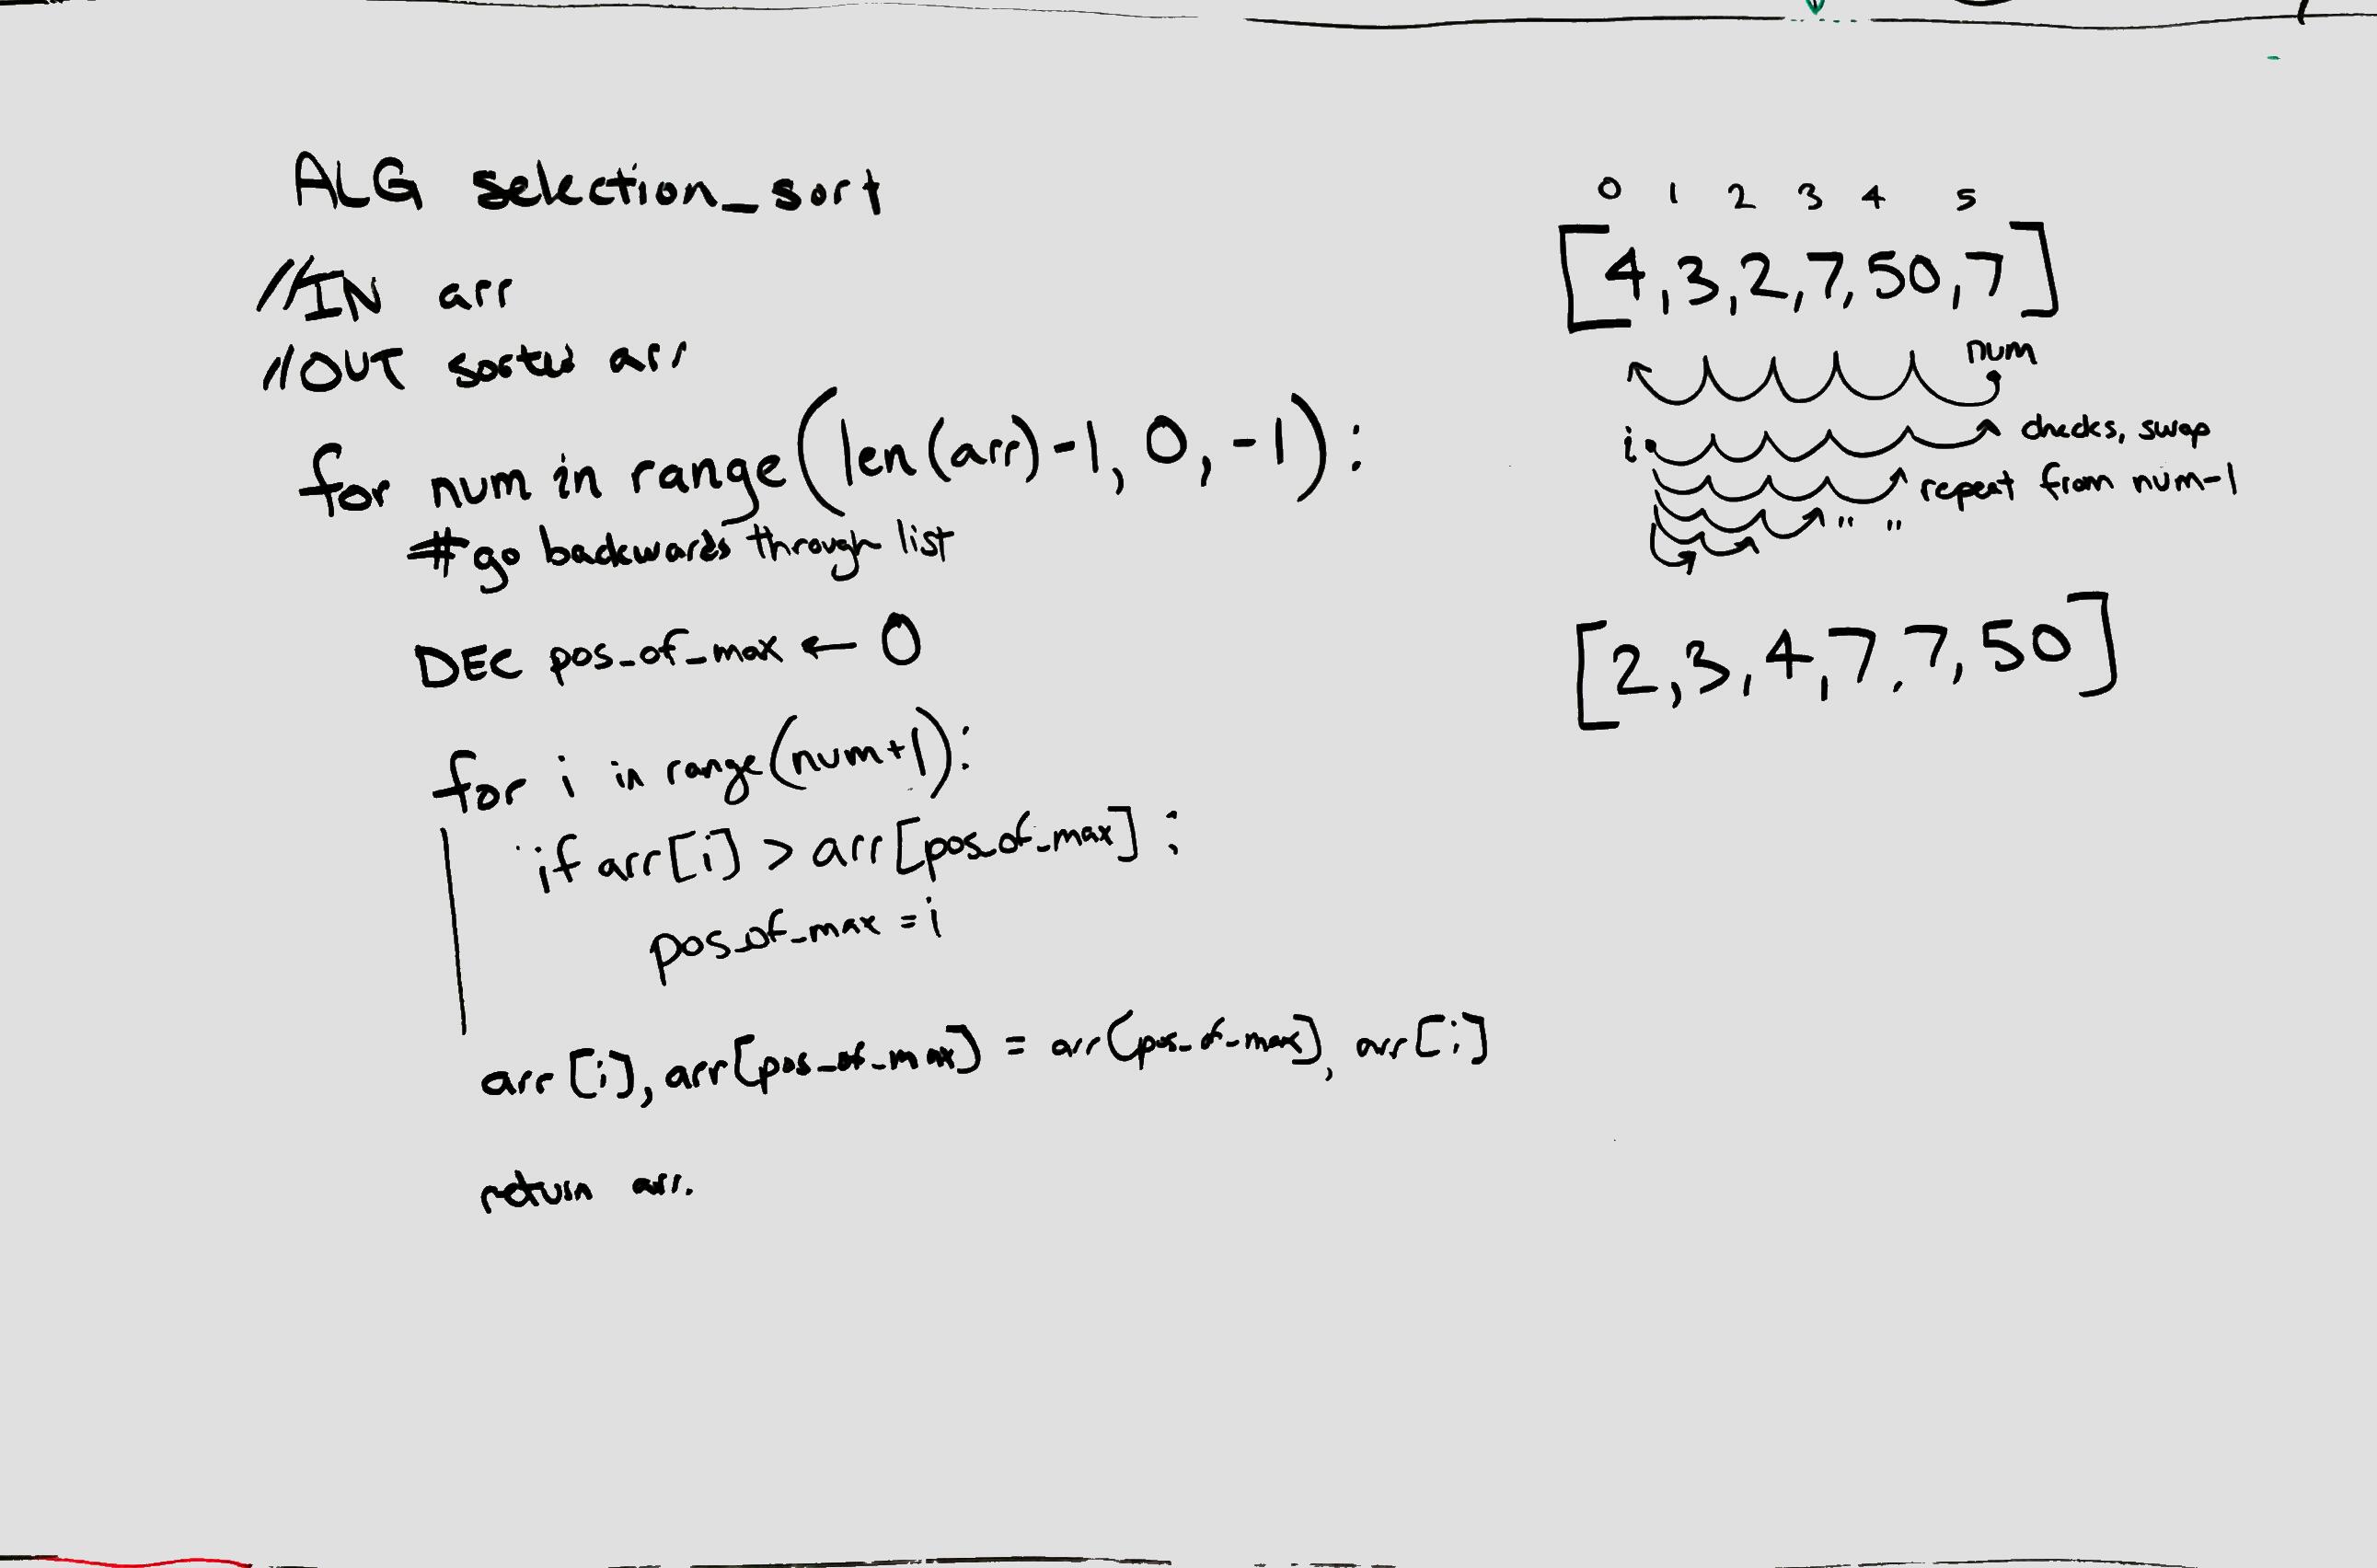 ALG selection_sort
//IN arr
//OUT sorted arr
for num in range(len(arr)-1, 0, -1):
#go backwards through list
DEC pos_of_max ← 0
for i in range(num+1):
if arr[i] > arr[pos_of_max]:
pos_of_max = i
arr[i], arr[pos_of_max] = arr[pos_of_max], arr[i]
return arr.
0 1 2 3 4 5
[4,3,2,7,50,7]
num
i checks, swap
repeat from num-1
" "
[2,3,4,7,7,50]